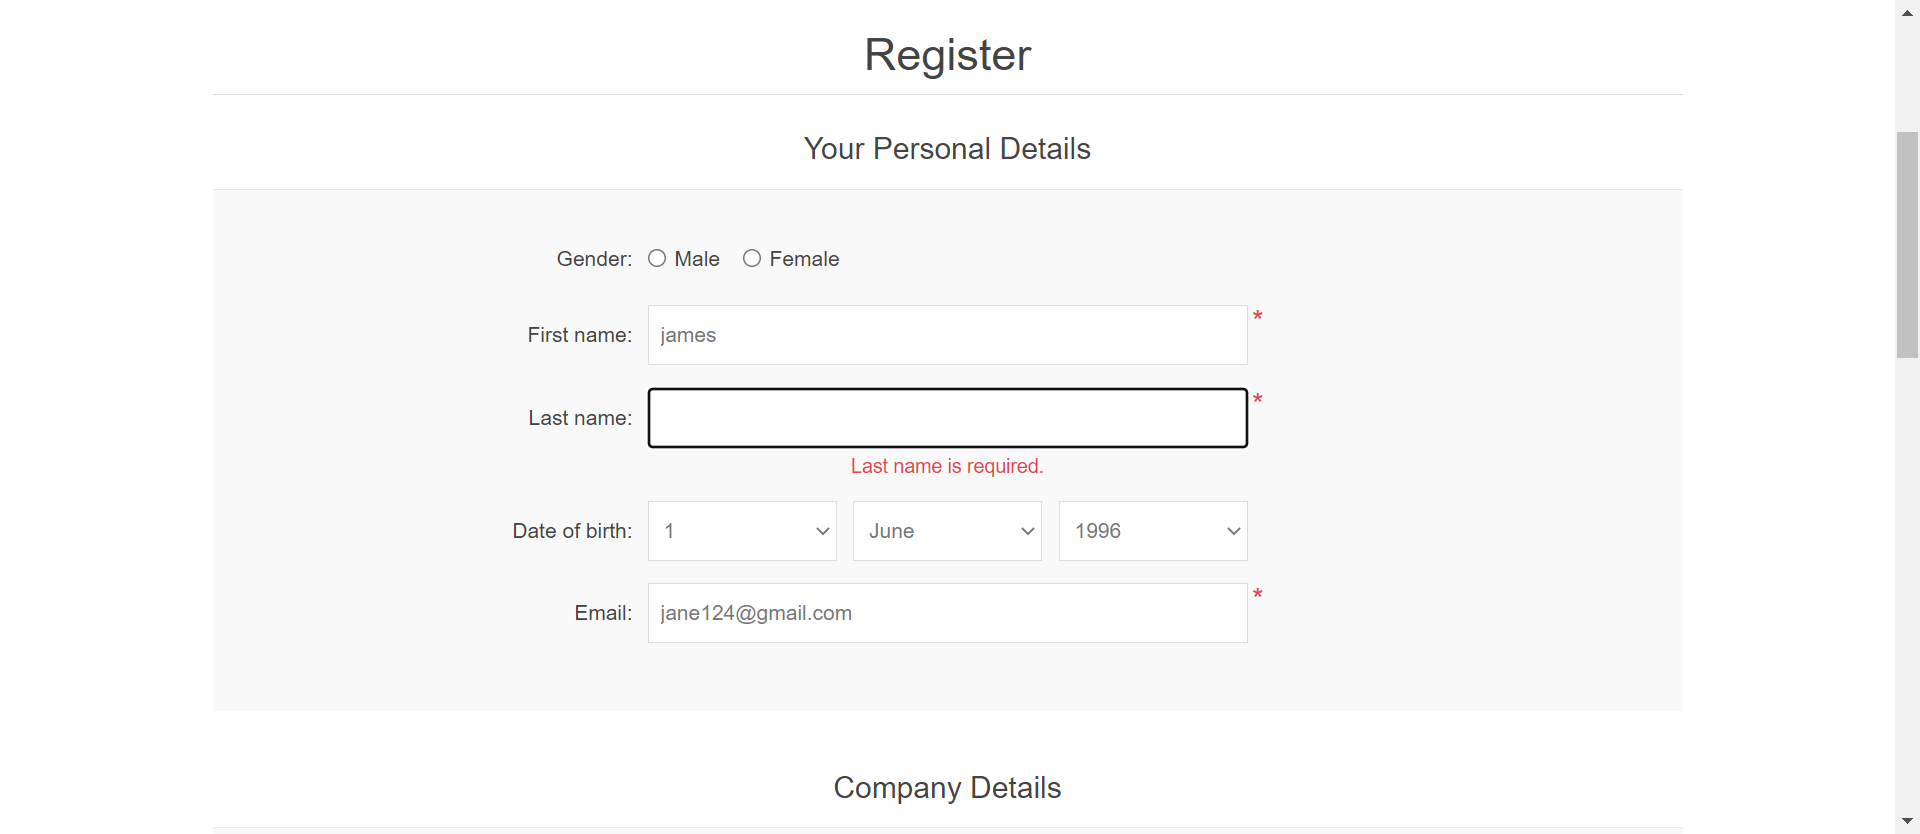 Register
Your Personal Details
Gender: Male Female
First name: james *
Last name: *
Last name is required.
Date of birth: 1 June 1996
Email: jane124@gmail.com *
Company Details